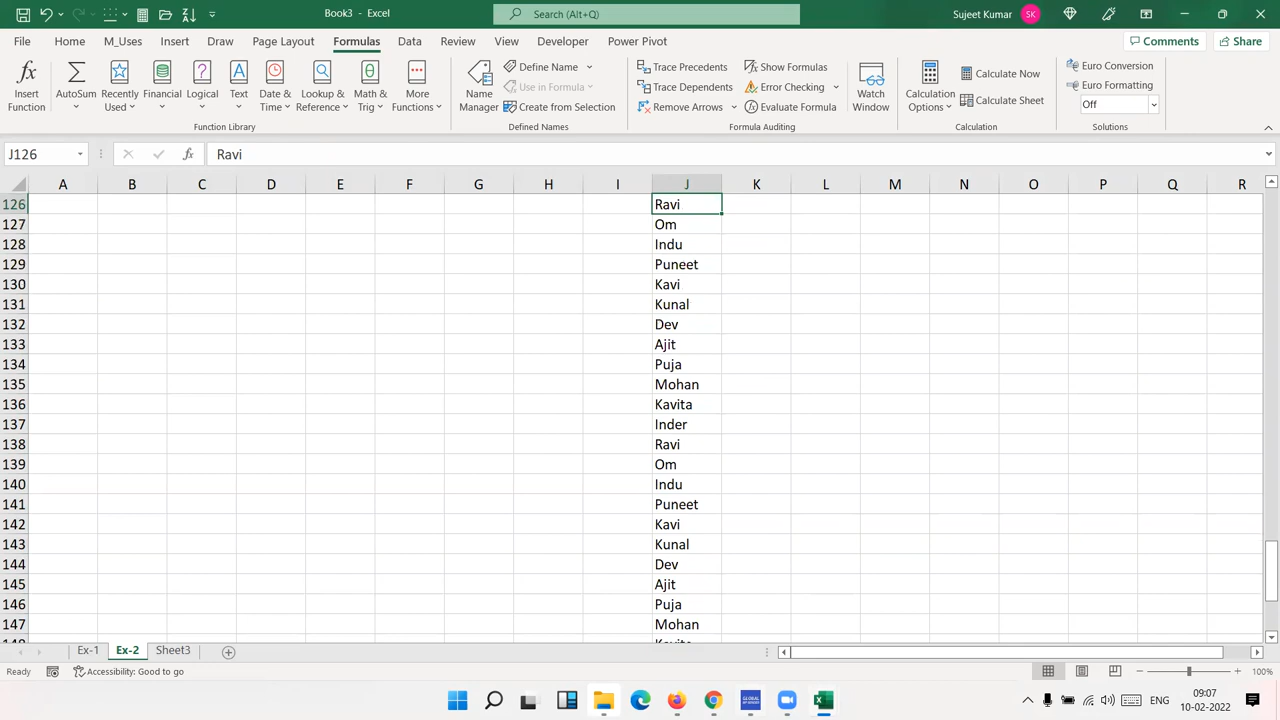 Book3 - Excel
Search (Alt+Q)
Sujeet Kumar
SK
File
Home
M_Uses
Insert
Draw
Page Layout
Formulas
Data
Review
View
Developer
Help
Power Pivot
Comments
Share
Insert
Function
AutoSum
Recently
Used
Financial
Logical
Text
Date &
Time
Lookup &
Reference
Math &
Trig
More
Functions
Function Library
Name
Manager
Define Name
Use in Formula
Create from Selection
Defined Names
Trace Precedents
Trace Dependents
Remove Arrows
Show Formulas
Error Checking
Evaluate Formula
Formula Auditing
Watch
Window
Calculation
Options
Calculate Now
Calculate Sheet
Calculation
Euro Conversion
Euro Formatting
Off
Solutions
J126
fx
Ravi
A B C D E F G H I J K L M N O P Q R
126 Ravi
127 Om
128 Indu
129 Puneet
130 Kavi
131 Kunal
132 Dev
133 Ajit
134 Puja
135 Mohan
136 Kavita
137 Inder
138 Ravi
139 Om
140 Indu
141 Puneet
142 Kavi
143 Kunal
144 Dev
145 Ajit
146 Puja
147 Mohan
148 Kavita
Ex-1
Ex-2
Sheet3
Ready
Accessibility: Good to go
100%
ENG
09:07
10-02-2022